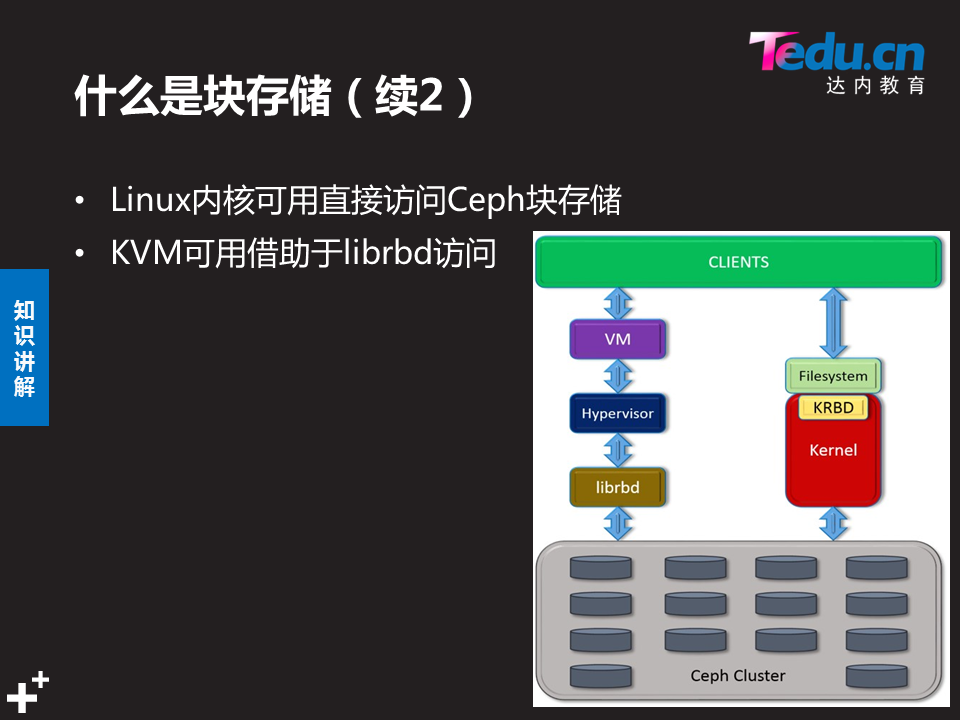 Tedu.cn
达内教育
什么是块存储（续2）
• Linux内核可用直接访问Ceph块存储
• KVM可用借助于librbd访问
知
识
讲
解
CLIENTS
VM
Filesystem
Hypervisor
KRBD
Kernel
librbd
Ceph Cluster